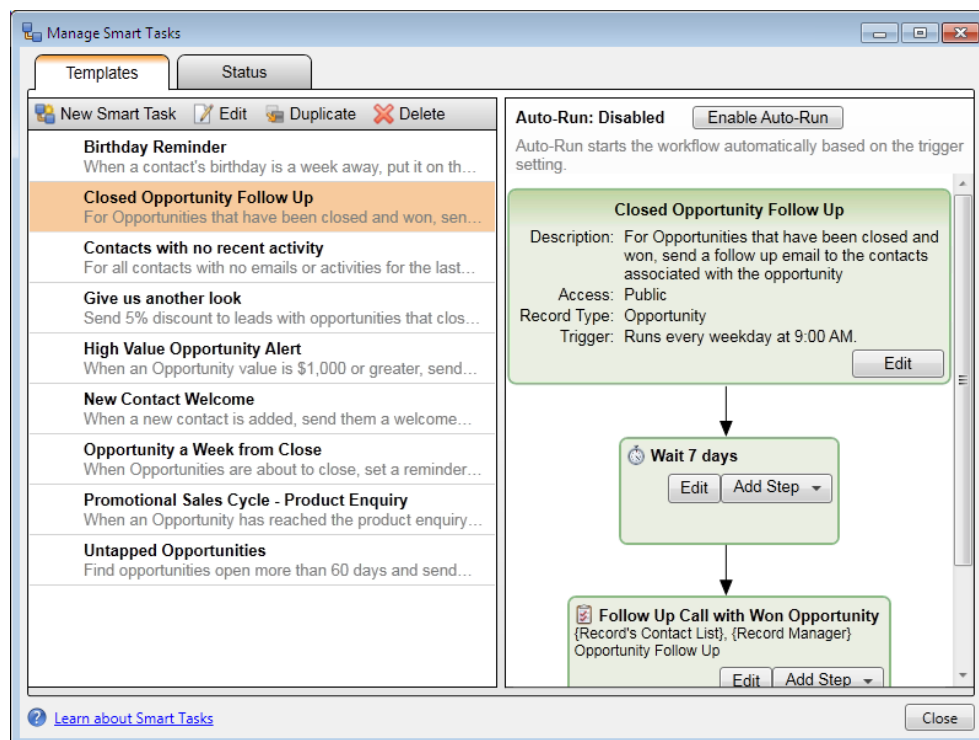 Manage Smart Tasks
Templates
Status
New Smart Task Edit Duplicate Delete
Birthday Reminder
When a contact's birthday is a week away, put it on th...
Closed Opportunity Follow Up
For Opportunities that have been closed and won, sen...
Contacts with no recent activity
For all contacts with no emails or activities for the last...
Give us another look
Send 5% discount to leads with opportunities that clos...
High Value Opportunity Alert
When an Opportunity value is $1,000 or greater, send...
New Contact Welcome
When a new contact is added, send them a welcome...
Opportunity a Week from Close
When Opportunities are about to close, set a reminder...
Promotional Sales Cycle - Product Enquiry
When an Opportunity has reached the product enquiry...
Untapped Opportunities
Find opportunities open more than 60 days and send...
Auto-Run: Disabled Enable Auto-Run
Auto-Run starts the workflow automatically based on the trigger
setting.
Closed Opportunity Follow Up
Description: For Opportunities that have been closed and
won, send a follow up email to the contacts
associated with the opportunity
Access: Public
Record Type: Opportunity
Trigger: Runs every weekday at 9:00 AM.
Edit
Wait 7 days
Edit Add Step
Follow Up Call with Won Opportunity
{Record's Contact List}, {Record Manager}
Opportunity Follow Up
Edit Add Step
Learn about Smart Tasks
Close